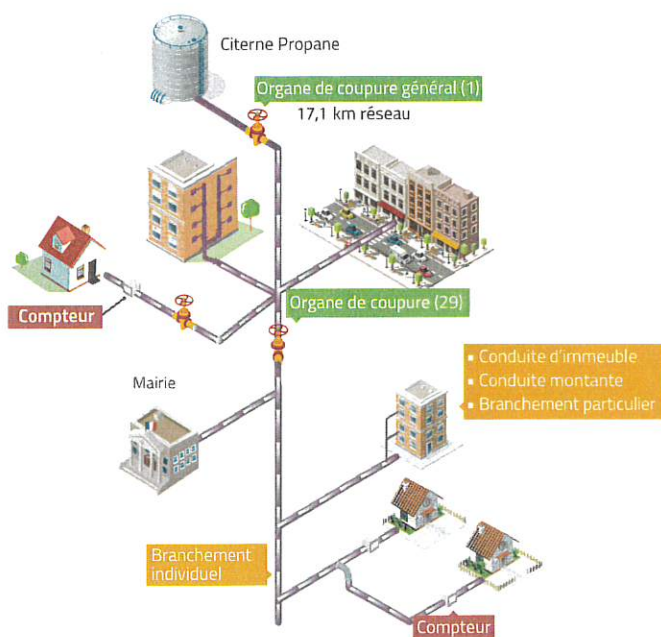 Citerne Propane
Organe de coupure général (1)
17,1 km réseau
Compteur
Organe de coupure (29)
▪ Conduite d'immeuble
▪ Conduite montante
▪ Branchement particulier
Mairie
Branchement
individuel
Compteur